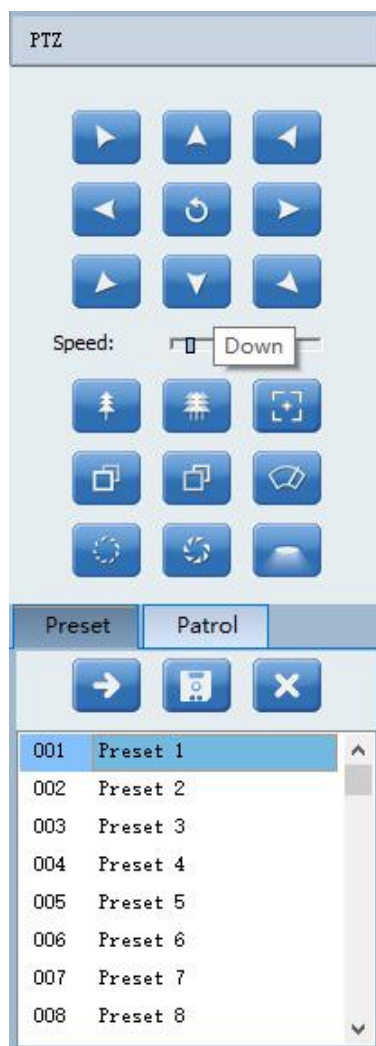 PTZ
Speed:
Down
Preset Patrol
001 Preset 1
002 Preset 2
003 Preset 3
004 Preset 4
005 Preset 5
006 Preset 6
007 Preset 7
008 Preset 8